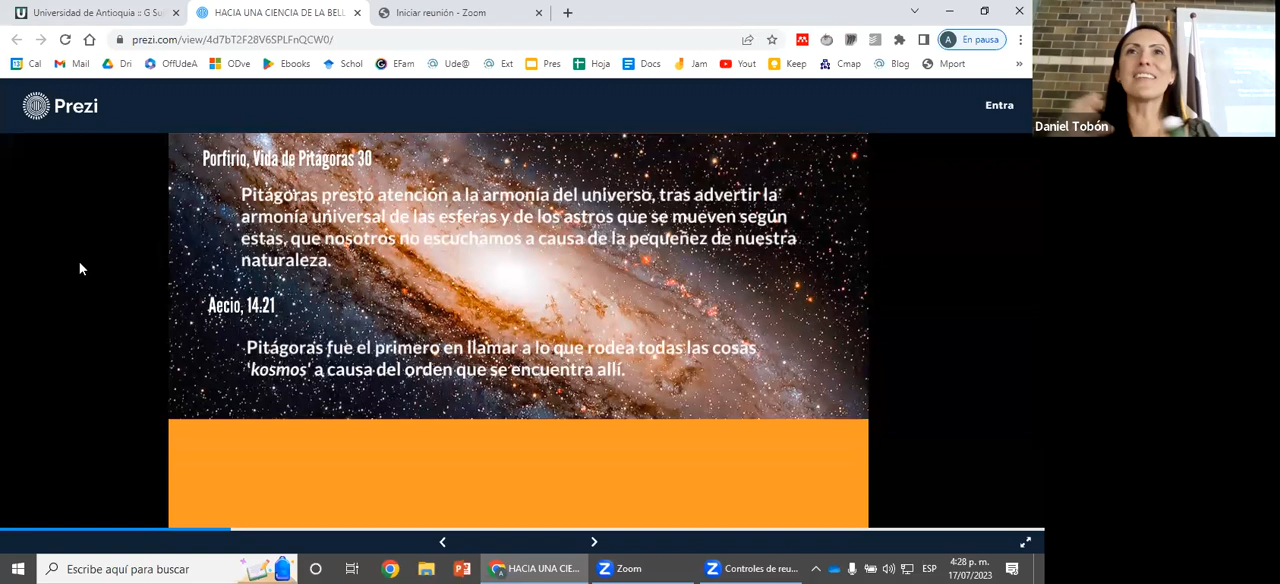 Universidad de Antioquia :: G Su
HACIA UNA CIENCIA DE LA BELL
Iniciar reunión - Zoom
prezi.com/view/4d7bT2F28V6SPLFnQCW0/
A En pausa
Cal Mail Dri OffUdeA ODve Ebooks Schol EFam Ude@ Ext Pres Hoja Docs Jam Yout Keep Cmap Blog Mport »
Prezi
Entra
Daniel Tobón
Porfirio, Vida de Pitágoras 30
Pitágoras prestó atención a la armonía del universo, tras advertir la
armonía universal de las esferas y de los astros que se mueven según
estas, que nosotros no escuchamos a causa de la pequeñez de nuestra
naturaleza.
Aecio, 14.21
Pitágoras fue el primero en llamar a lo que rodea todas las cosas
‘kosmos’ a causa del orden que se encuentra allí.
Escribe aquí para buscar
HACIA UNA CIE...
Zoom
Controles de reu...
ESP
4:28 p. m.
17/07/2023